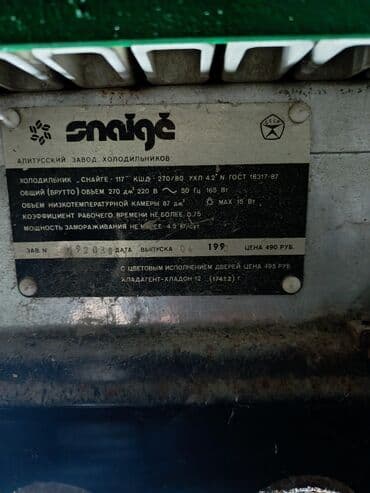 snaigė
АЛИТУССКИЙ ЗАВОД ХОЛОДИЛЬНИКОВ
ХОЛОДИЛЬНИК „СНАЙГЕ - 117" КШД - 270/80 УХЛ 4.2* N ГОСТ 16317-87
ОБЩИЙ (БРУТТО) ОБЪЕМ 270 дм³ 220 В ~ 50 Гц 165 Вт
ОБЪЕМ НИЗКОТЕМПЕРАТУРНОЙ КАМЕРЫ 87 дм³ MAX 15 Вт
КОЭФФИЦИЕНТ РАБОЧЕГО ВРЕМЕНИ НЕ БОЛЕЕ 0,75
МОЩНОСТЬ ЗАМОРАЖИВАНИЯ НЕ МЕНЕЕ 4,0 кг/сут
ЗАВ. N ДАТА ВЫПУСКА 199 ЦЕНА 490 РУБ.
С ЦВЕТОВЫМ ИСПОЛНЕНИЕМ ДВЕРЕЙ ЦЕНА 495 РУБ.
ХЛАДАГЕНТ-ХЛАДОН 12 (174±2) г.